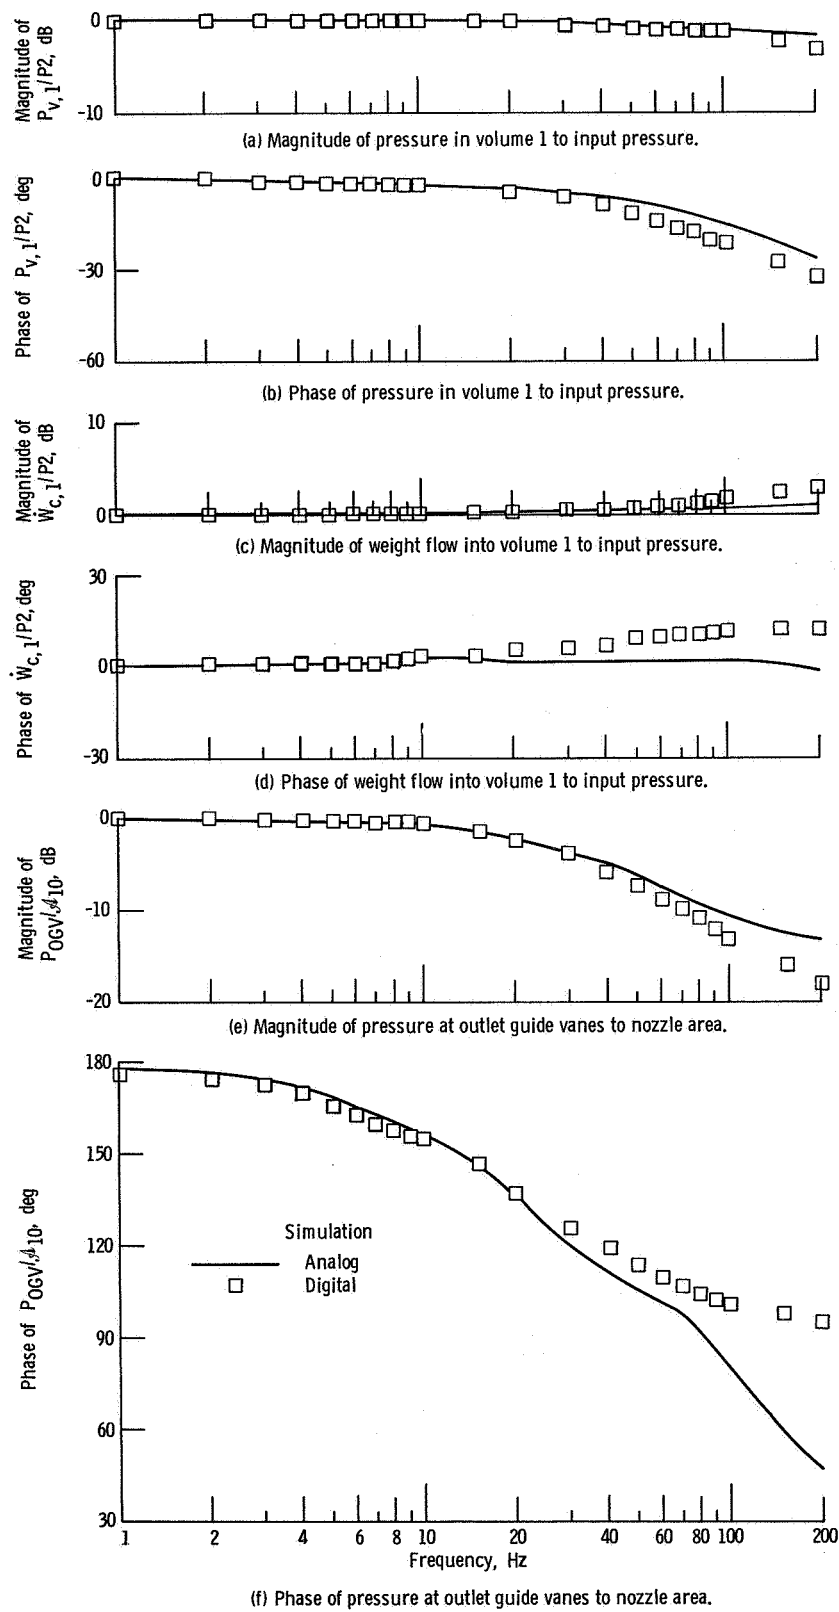 Magnitude of
P_v, 1/P2, dB
0
-10
(a) Magnitude of pressure in volume 1 to input pressure.
Phase of P_v, 1/P2, deg
0
-30
-60
(b) Phase of pressure in volume 1 to input pressure.
Magnitude of
Ẇ_c, 1/P2, dB
10
0
(c) Magnitude of weight flow into volume 1 to input pressure.
Phase of Ẇ_c, 1/P2, deg
30
0
-30
(d) Phase of weight flow into volume 1 to input pressure.
Magnitude of
P_OGV/𝒜_10, dB
0
-10
-20
(e) Magnitude of pressure at outlet guide vanes to nozzle area.
Phase of P_OGV/𝒜_10, deg
180
150
120
90
60
30
Simulation
Analog
Digital
.1 2 4 6 8 10 20 40 60 80 100 200
Frequency, Hz
(f) Phase of pressure at outlet guide vanes to nozzle area.